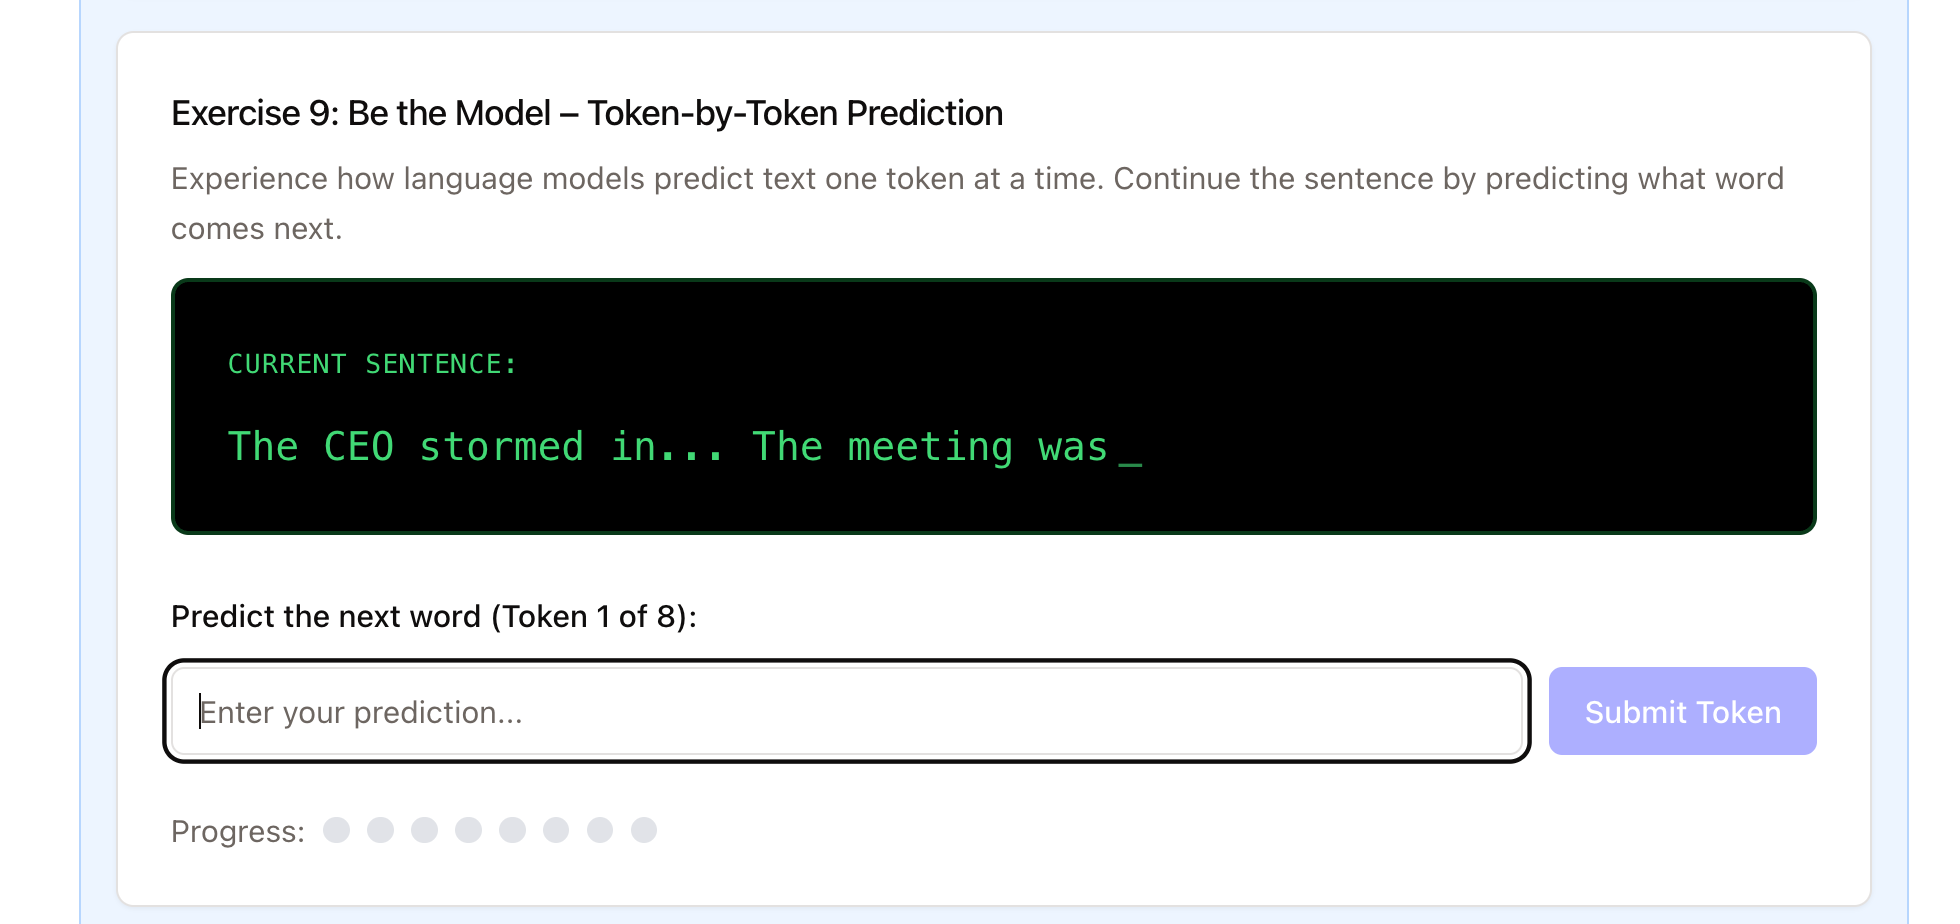 Exercise 9: Be the Model – Token-by-Token Prediction
Experience how language models predict text one token at a time. Continue the sentence by predicting what word
comes next.
CURRENT SENTENCE:
The CEO stormed in... The meeting was_
Predict the next word (Token 1 of 8):
Enter your prediction...
Submit Token
Progress: